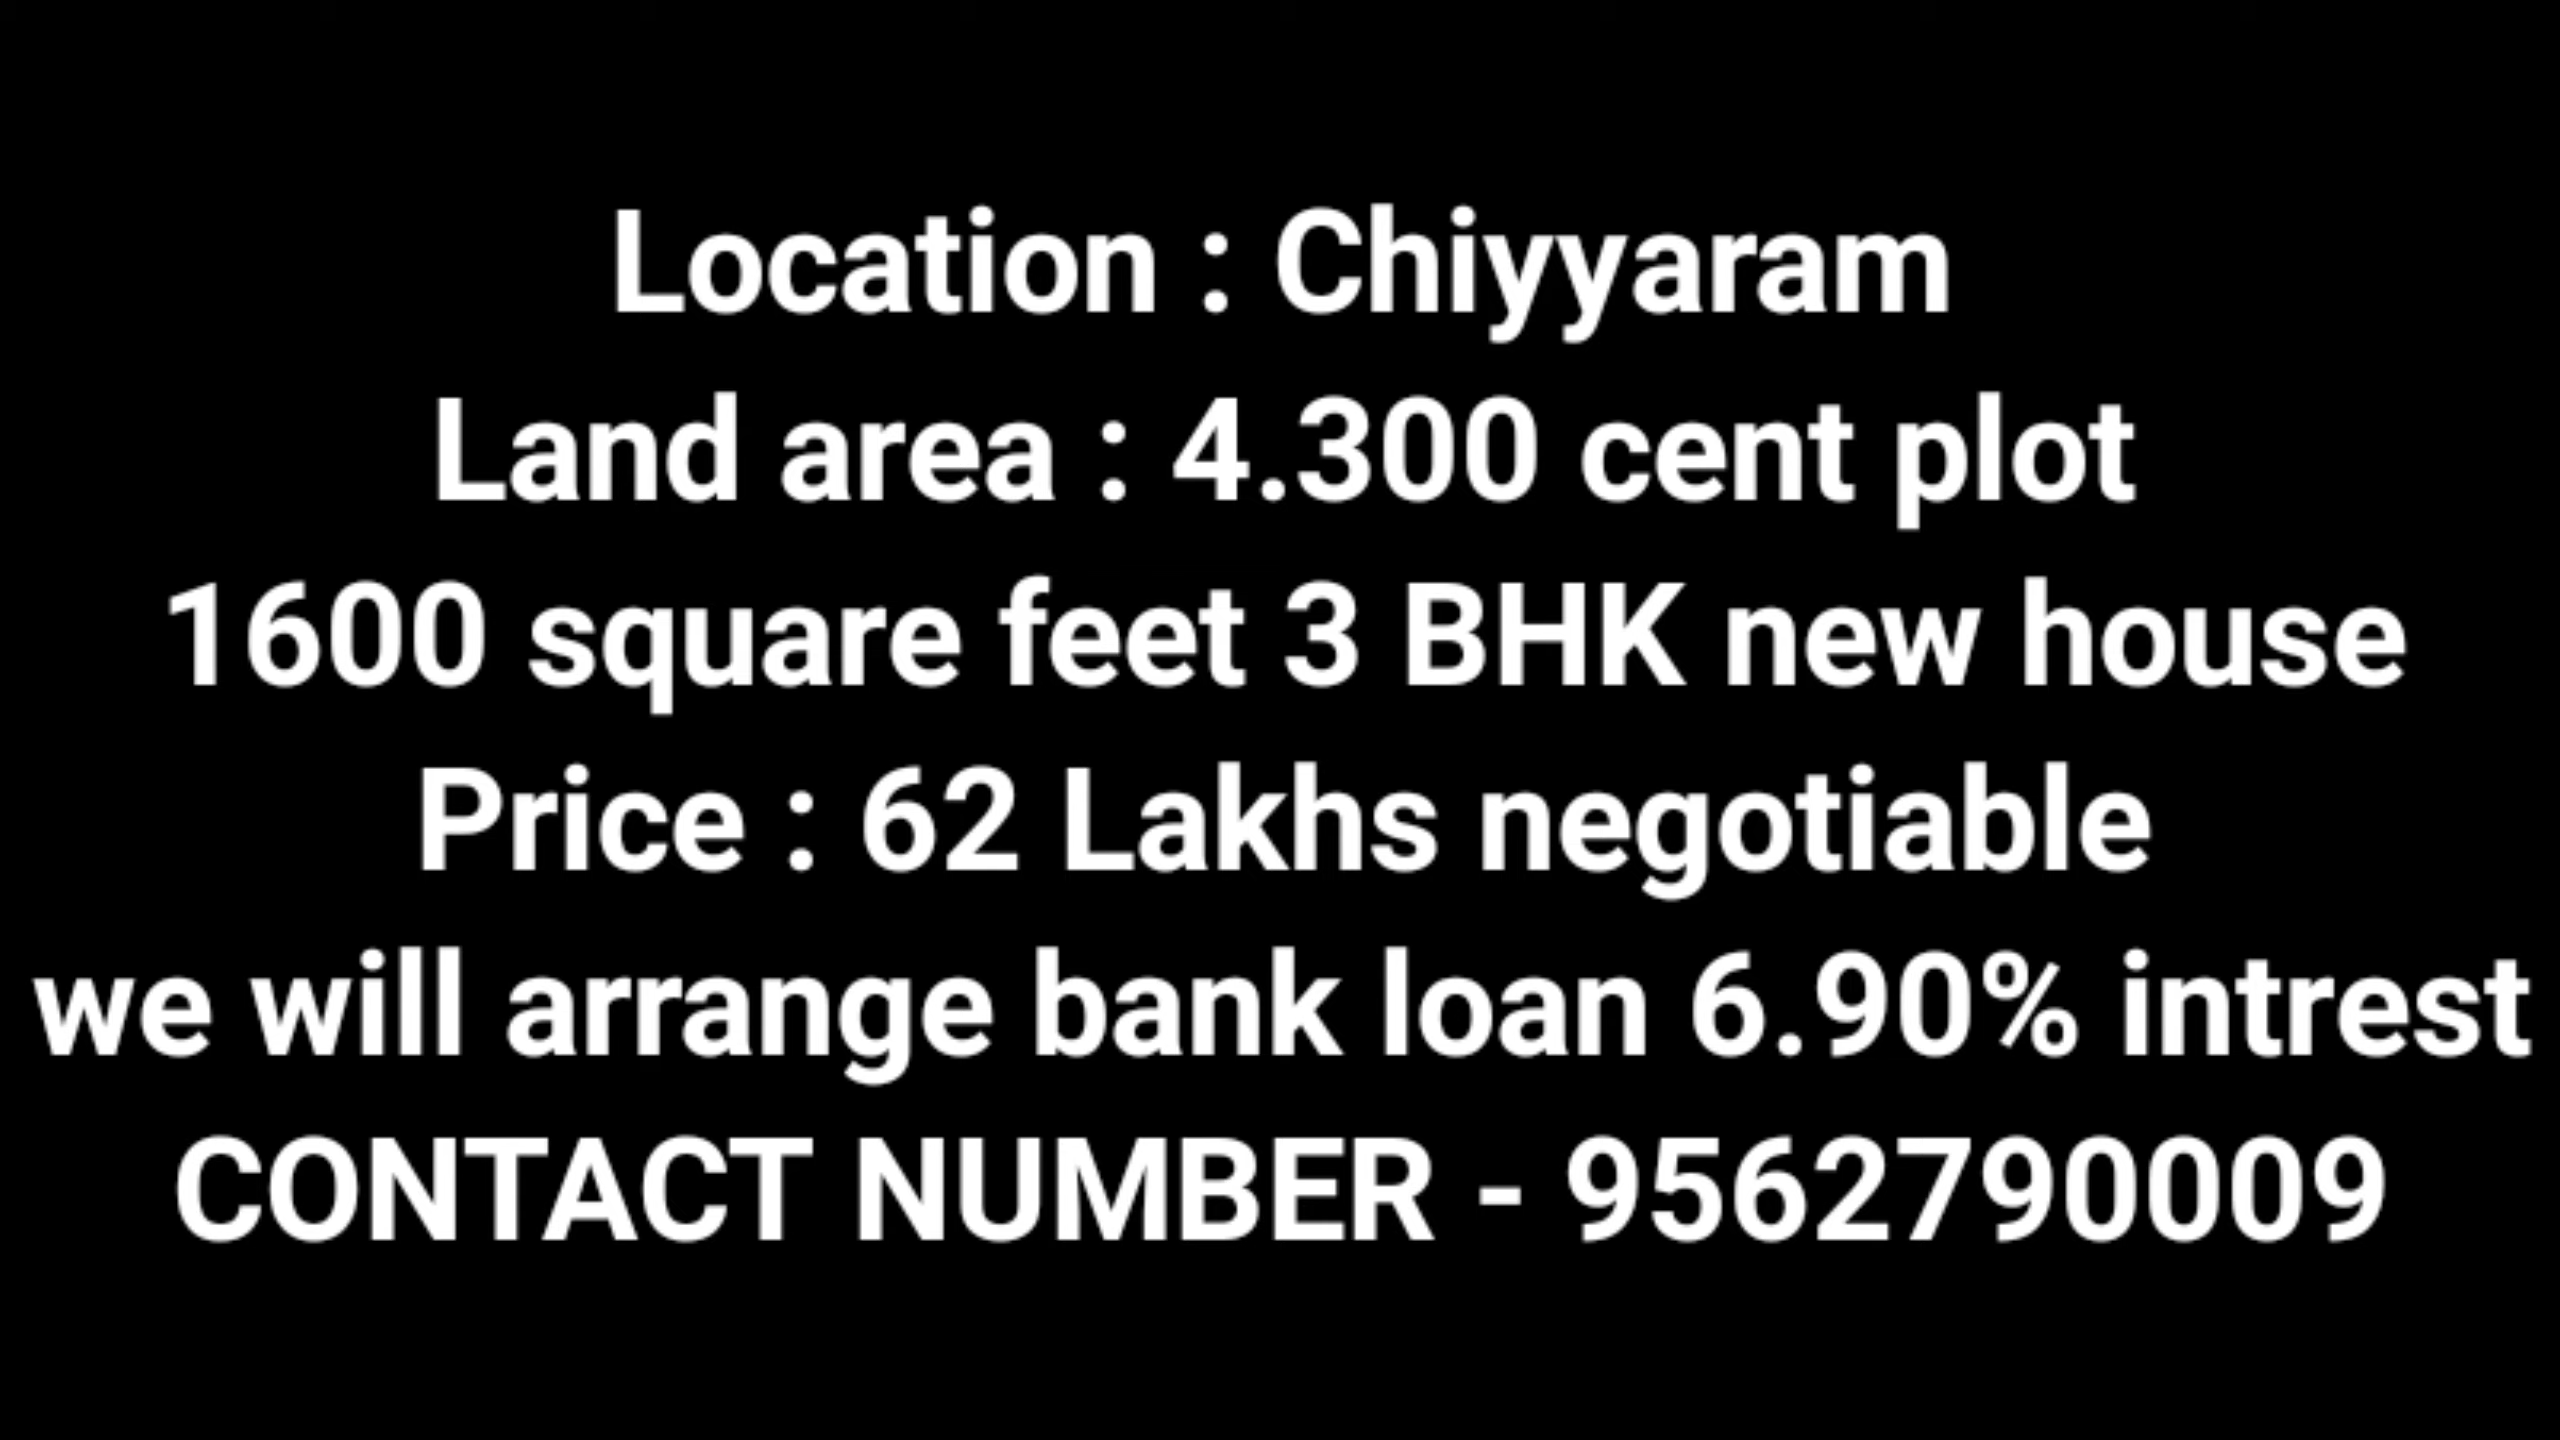 Location : Chiyyaram
Land area : 4.300 cent plot
1600 square feet 3 BHK new house
Price : 62 Lakhs negotiable
we will arrange bank loan 6.90% intrest
CONTACT NUMBER - 9562790009